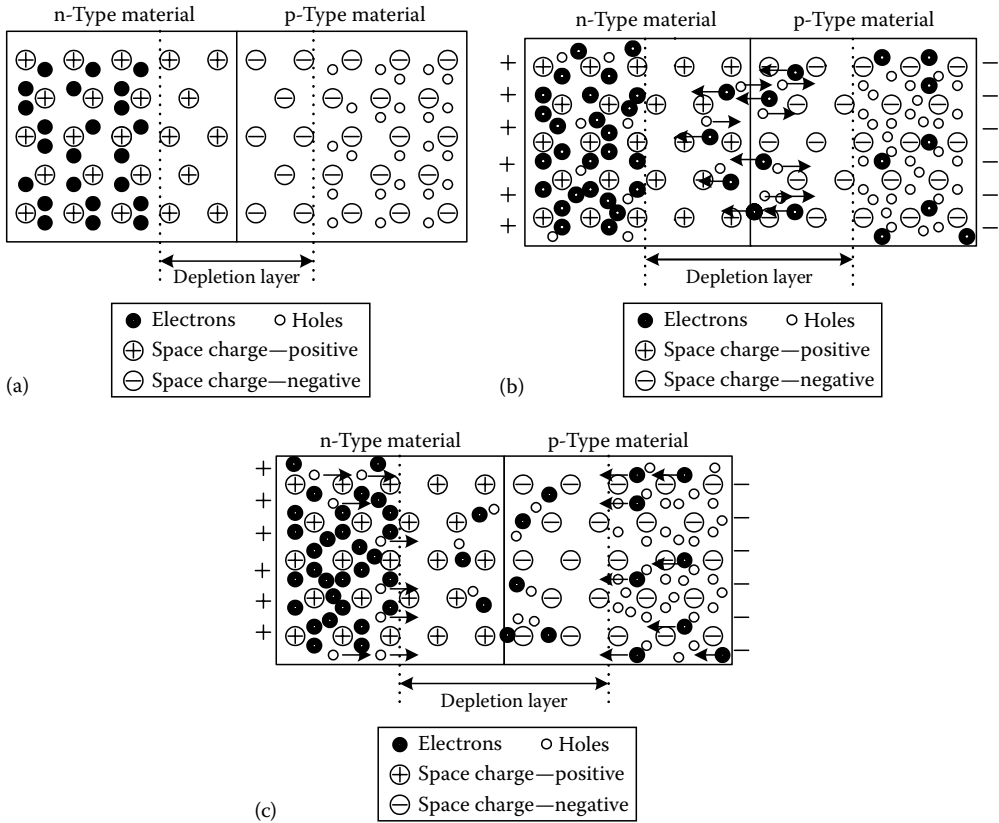 n-Type material p-Type material
Depletion layer
Electrons Holes
Space charge—positive
Space charge—negative
(a)
n-Type material p-Type material
Depletion layer
Electrons Holes
Space charge—positive
Space charge—negative
(b)
n-Type material p-Type material
Depletion layer
Electrons Holes
Space charge—positive
Space charge—negative
(c)